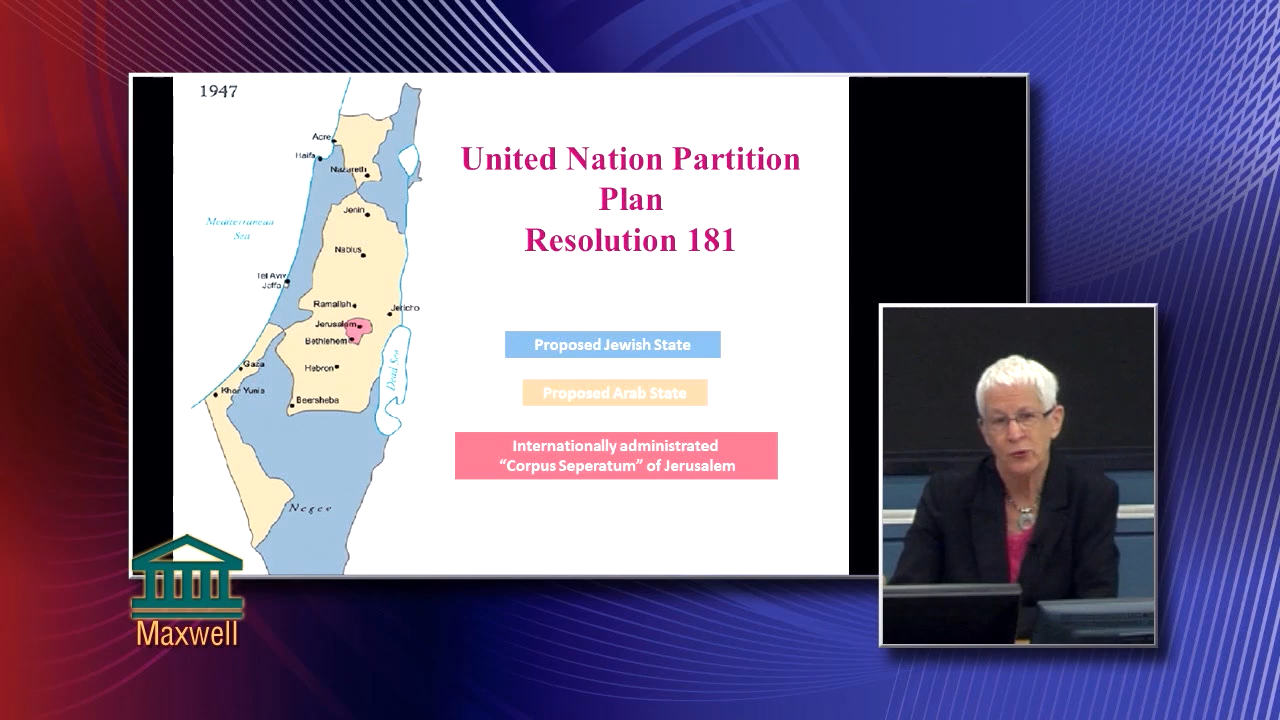 1947
United Nation Partition
Plan
Resolution 181
Acre
Haifa
Nazareth
Mediterranean
Sea
Jenin
Nablus
Tel Aviv
Jaffa
Ramallah
Jericho
Jerusalem
Bethlehem
Proposed Jewish State
Dead Sea
Gaza
Hebron
Khan Yunis
Beersheba
Proposed Arab State
Internationally administrated
“Corpus Seperatum” of Jerusalem
Maxwell